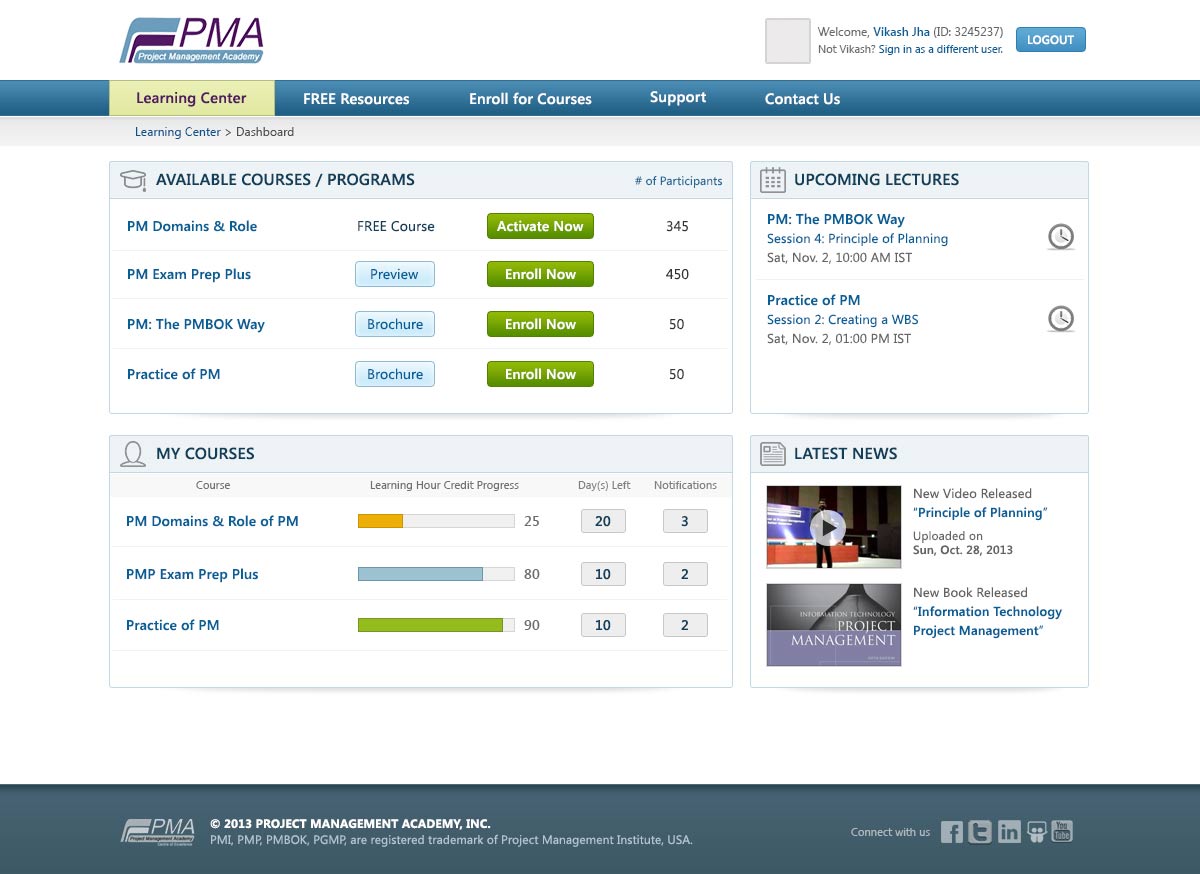 PMA
Project Management Academy
Welcome, Vikash Jha (ID: 3245237)
Not Vikash? Sign in as a different user.
LOGOUT
Learning Center
FREE Resources
Enroll for Courses
Support
Contact Us
Learning Center > Dashboard
AVAILABLE COURSES / PROGRAMS
# of Participants
PM Domains & Role
FREE Course
Activate Now
345
PM Exam Prep Plus
Preview
Enroll Now
450
PM: The PMBOK Way
Brochure
Enroll Now
50
Practice of PM
Brochure
Enroll Now
50
UPCOMING LECTURES
PM: The PMBOK Way
Session 4: Principle of Planning
Sat, Nov. 2, 10:00 AM IST
Practice of PM
Session 2: Creating a WBS
Sat, Nov. 2, 01:00 PM IST
MY COURSES
Course
Learning Hour Credit Progress
Day(s) Left
Notifications
PM Domains & Role of PM
25
20
3
PMP Exam Prep Plus
80
10
2
Practice of PM
90
10
2
LATEST NEWS
New Video Released
“Principle of Planning”
Uploaded on
Sun, Oct. 28, 2013
INFORMATION TECHNOLOGY
PROJECT
MANAGEMENT
New Book Released
“Information Technology
Project Management”
PMA
Project Management Academy
Centre of Excellence
© 2013 PROJECT MANAGEMENT ACADEMY, INC.
PMI, PMP, PMBOK, PGMP, are registered trademark of Project Management Institute, USA.
Connect with us
You
Tube